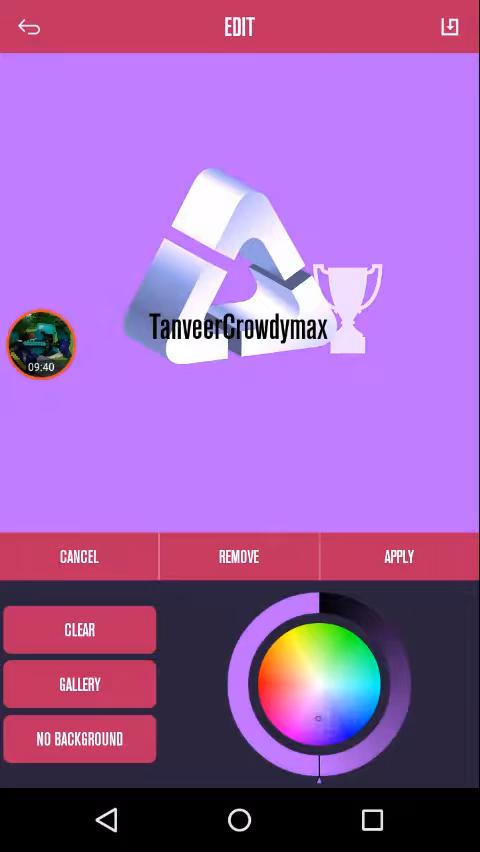 EDIT
TanveerCrowdymax
09:40
CANCEL
REMOVE
APPLY
CLEAR
GALLERY
NO BACKGROUND